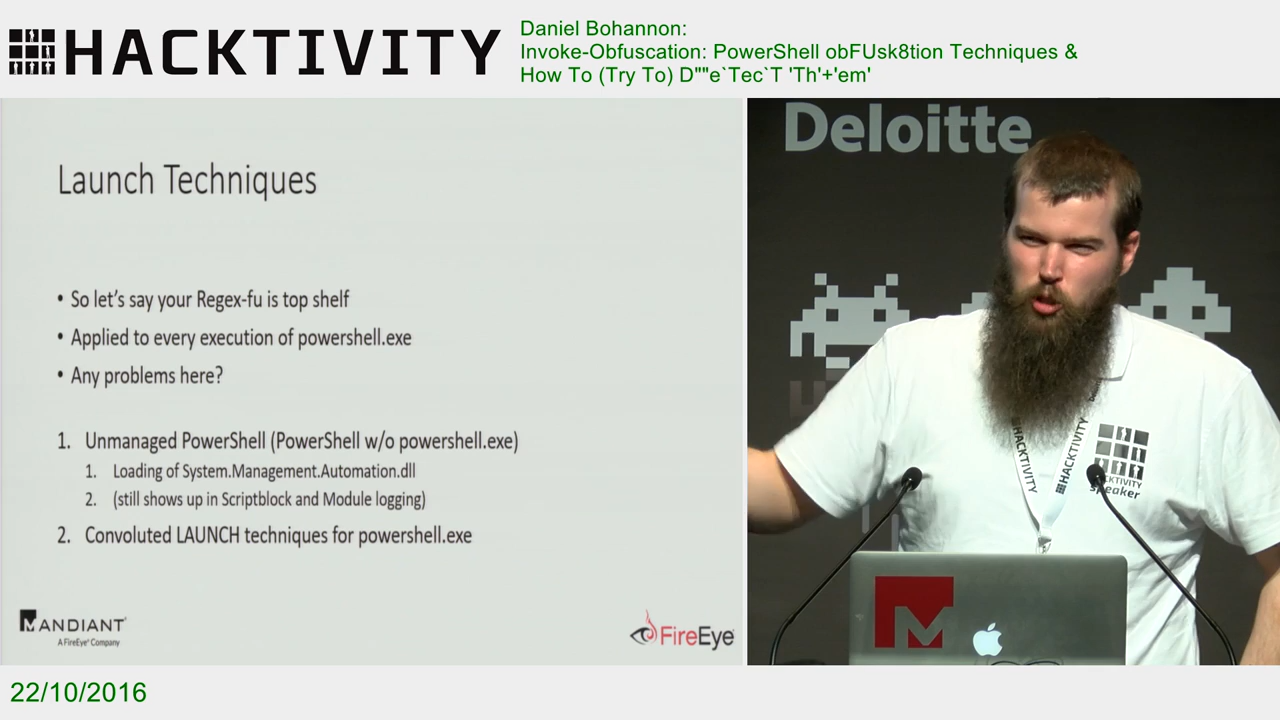 HACKTIVITY
Daniel Bohannon:
Invoke-Obfuscation: PowerShell obFUsk8tion Techniques &
How To (Try To) D""e`Tec`T 'Th'+'em'
Launch Techniques
• So let's say your Regex-fu is top shelf
• Applied to every execution of powershell.exe
• Any problems here?
1. Unmanaged PowerShell (PowerShell w/o powershell.exe)
1. Loading of System.Management.Automation.dll
2. (still shows up in Scriptblock and Module logging)
2. Convoluted LAUNCH techniques for powershell.exe
MANDIANT
A FireEye® Company
FireEye
Deloitte
HACKTIVITY
HACKTIVITY
HACKTIVITY
speaker
22/10/2016